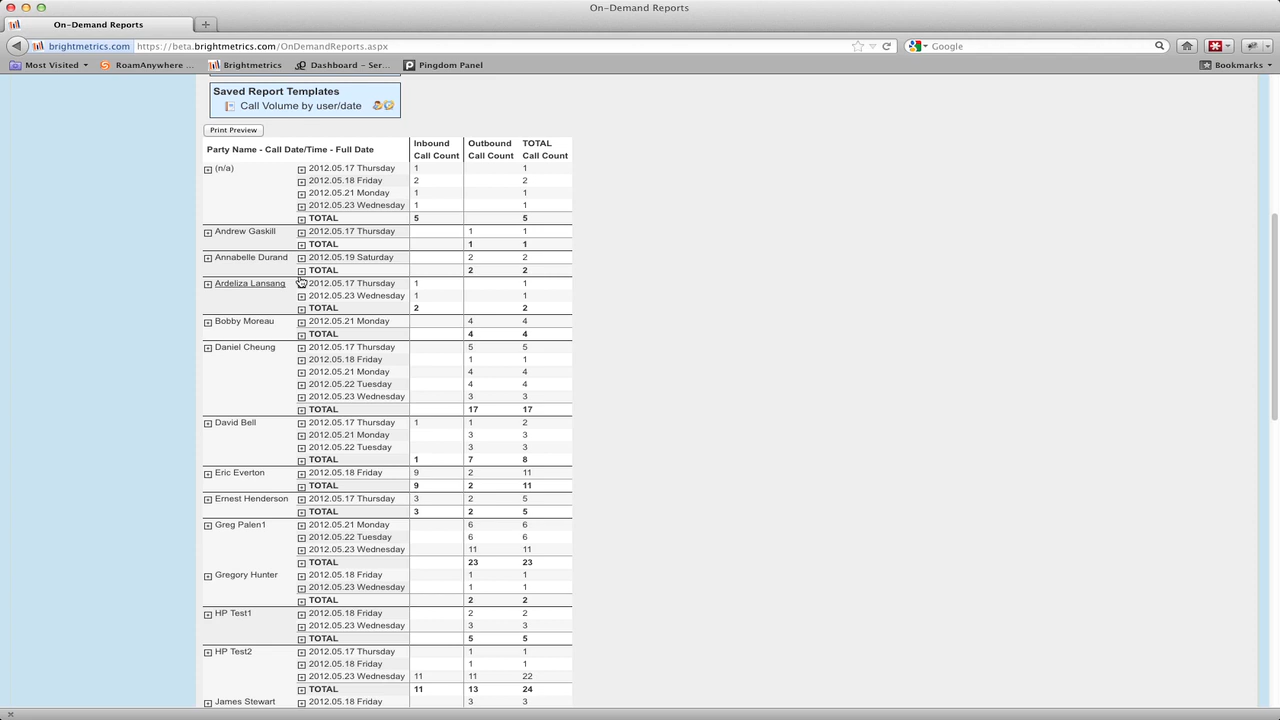 On-Demand Reports
On-Demand Reports
brightmetrics.com https://beta.brightmetrics.com/OnDemandReports.aspx Google
Most Visited RoamAnywhere ... Brightmetrics Dashboard – Ser... Pingdom Panel Bookmarks
Saved Report Templates
Call Volume by user/date
Print Preview
Party Name - Call Date/Time - Full Date Inbound Call Count Outbound Call Count TOTAL Call Count
(n/a) 2012.05.17 Thursday 1 1
2012.05.18 Friday 2 2
2012.05.21 Monday 1 1
2012.05.23 Wednesday 1 1
TOTAL 5 5
Andrew Gaskill 2012.05.17 Thursday 1 1
TOTAL 1 1
Annabelle Durand 2012.05.19 Saturday 2 2
TOTAL 2 2
Ardeliza Lansang 2012.05.17 Thursday 1 1
2012.05.23 Wednesday 1 1
TOTAL 2 2
Bobby Moreau 2012.05.21 Monday 4 4
TOTAL 4 4
Daniel Cheung 2012.05.17 Thursday 5 5
2012.05.18 Friday 1 1
2012.05.21 Monday 4 4
2012.05.22 Tuesday 4 4
2012.05.23 Wednesday 3 3
TOTAL 17 17
David Bell 2012.05.17 Thursday 1 1 2
2012.05.21 Monday 3 3
2012.05.22 Tuesday 3 3
TOTAL 1 7 8
Eric Everton 2012.05.18 Friday 9 2 11
TOTAL 9 2 11
Ernest Henderson 2012.05.17 Thursday 3 2 5
TOTAL 3 2 5
Greg Palen1 2012.05.21 Monday 6 6
2012.05.22 Tuesday 6 6
2012.05.23 Wednesday 11 11
TOTAL 23 23
Gregory Hunter 2012.05.18 Friday 1 1
2012.05.23 Wednesday 1 1
TOTAL 2 2
HP Test1 2012.05.18 Friday 2 2
2012.05.23 Wednesday 3 3
TOTAL 5 5
HP Test2 2012.05.17 Thursday 1 1
2012.05.18 Friday 1 1
2012.05.23 Wednesday 11 11 22
TOTAL 11 13 24
James Stewart 2012.05.18 Friday 3 3